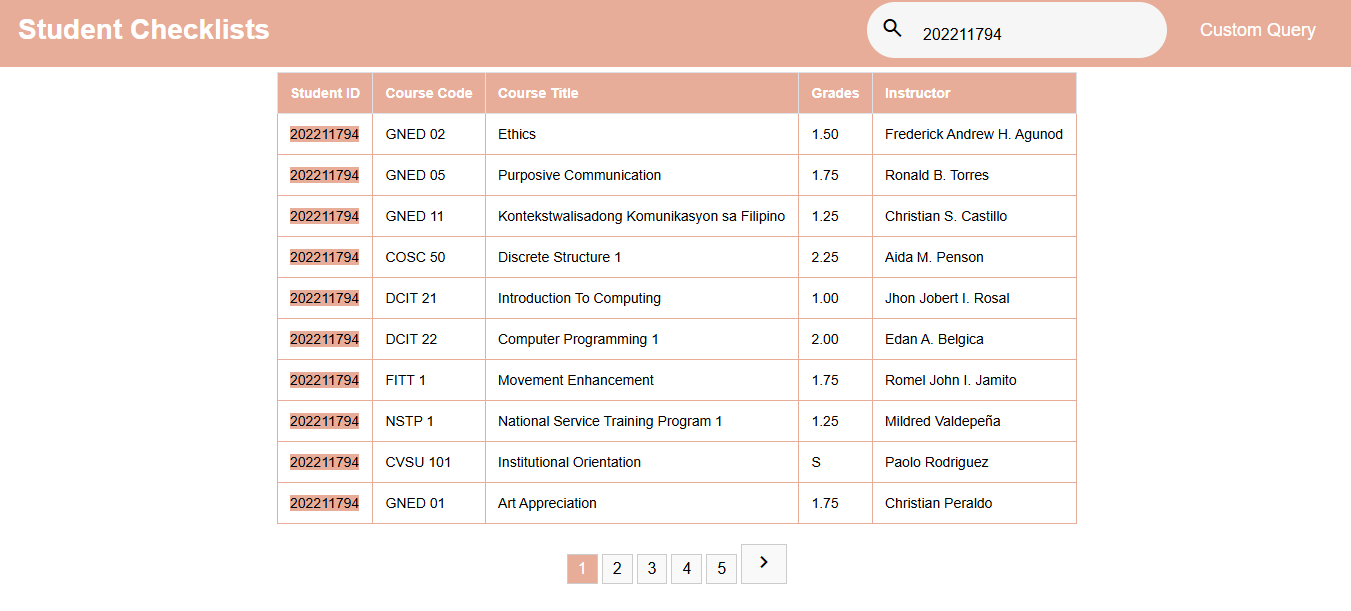 Student Checklists
202211794
Custom Query
Student ID Course Code Course Title Grades Instructor
202211794 GNED 02 Ethics 1.50 Frederick Andrew H. Agunod
202211794 GNED 05 Purposive Communication 1.75 Ronald B. Torres
202211794 GNED 11 Kontekstwalisadong Komunikasyon sa Filipino 1.25 Christian S. Castillo
202211794 COSC 50 Discrete Structure 1 2.25 Aida M. Penson
202211794 DCIT 21 Introduction To Computing 1.00 Jhon Jobert I. Rosal
202211794 DCIT 22 Computer Programming 1 2.00 Edan A. Belgica
202211794 FITT 1 Movement Enhancement 1.75 Romel John I. Jamito
202211794 NSTP 1 National Service Training Program 1 1.25 Mildred Valdepeña
202211794 CVSU 101 Institutional Orientation S Paolo Rodriguez
202211794 GNED 01 Art Appreciation 1.75 Christian Peraldo
1 2 3 4 5